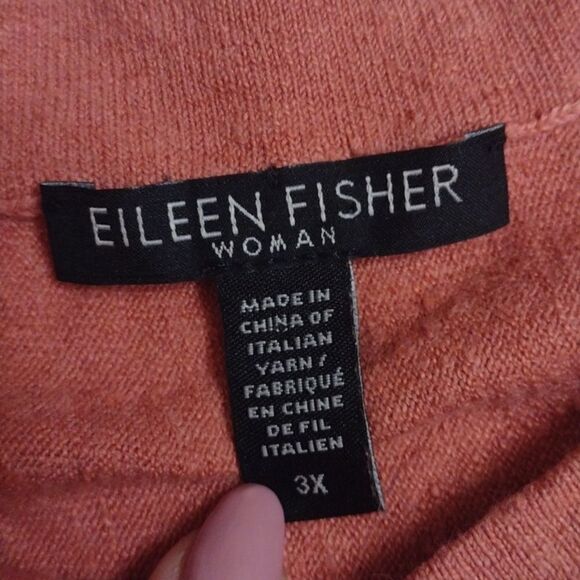 EILEEN FISHER
WOMAN
MADE IN
CHINA OF
ITALIAN
YARN /
FABRIQUÉ
EN CHINE
DE FIL
ITALIEN
3X